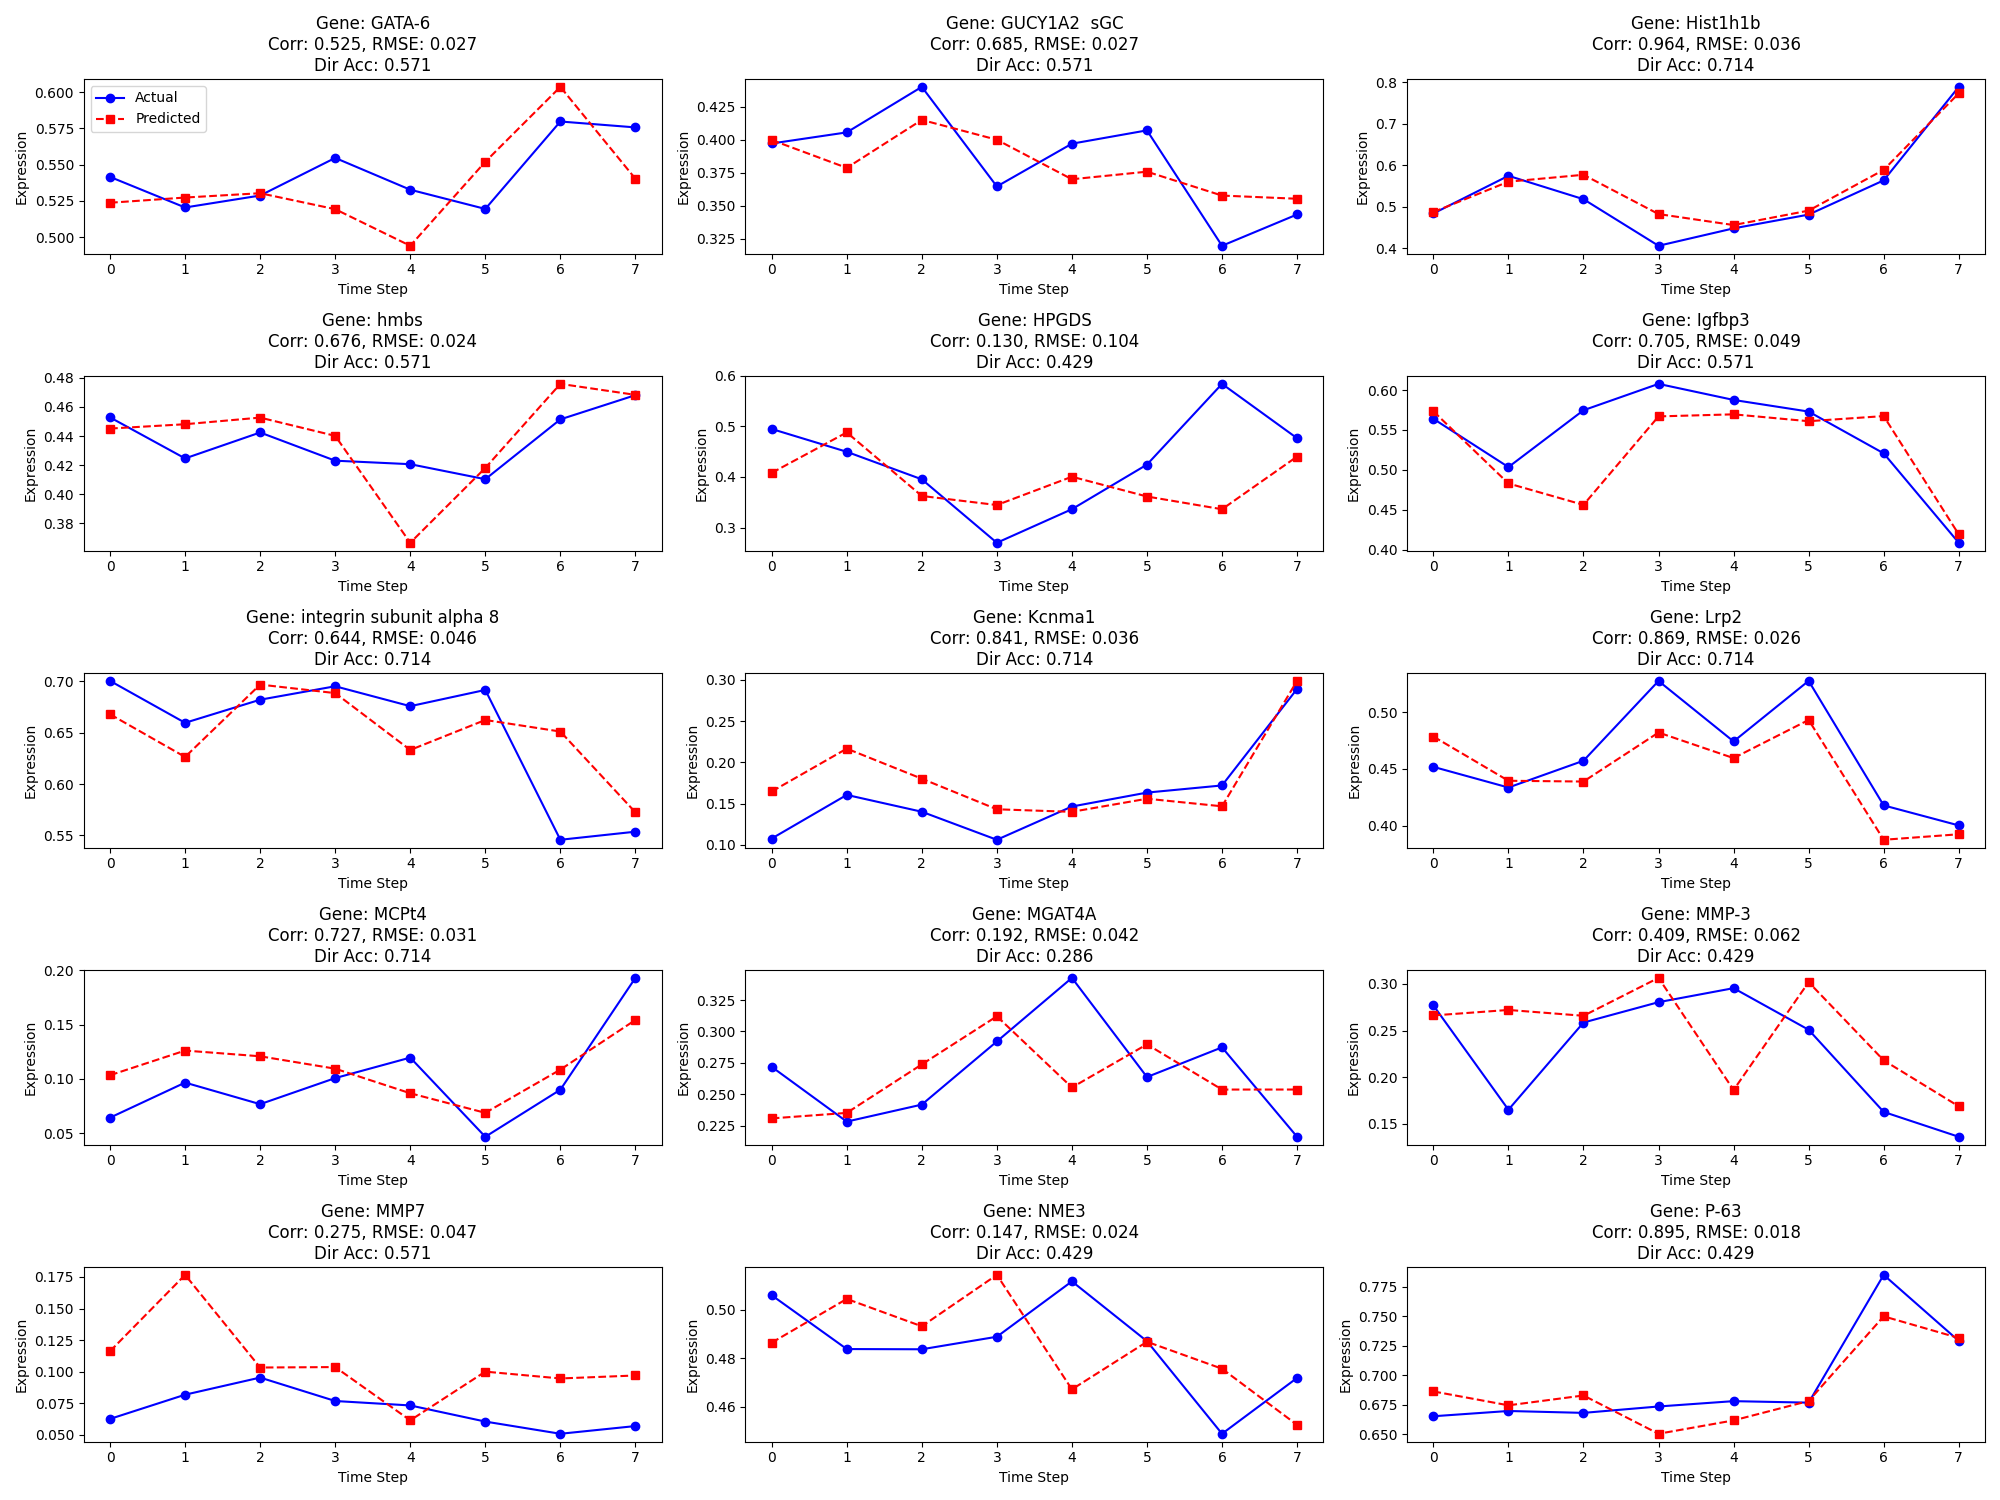 Gene: GATA-6
Corr: 0.525, RMSE: 0.027
Dir Acc: 0.571
0.600
0.575
0.550
0.525
0.500
Expression
Actual
Predicted
0 1 2 3 4 5 6 7
Time Step
Gene: GUCY1A2  sGC
Corr: 0.685, RMSE: 0.027
Dir Acc: 0.571
0.425
0.400
0.375
0.350
0.325
Expression
0 1 2 3 4 5 6 7
Time Step
Gene: Hist1h1b
Corr: 0.964, RMSE: 0.036
Dir Acc: 0.714
0.8
0.7
0.6
0.5
0.4
Expression
0 1 2 3 4 5 6 7
Time Step
Gene: hmbs
Corr: 0.676, RMSE: 0.024
Dir Acc: 0.571
0.48
0.46
0.44
0.42
0.40
0.38
Expression
0 1 2 3 4 5 6 7
Time Step
Gene: HPGDS
Corr: 0.130, RMSE: 0.104
Dir Acc: 0.429
0.6
0.5
0.4
0.3
Expression
0 1 2 3 4 5 6 7
Time Step
Gene: Igfbp3
Corr: 0.705, RMSE: 0.049
Dir Acc: 0.571
0.60
0.55
0.50
0.45
0.40
Expression
0 1 2 3 4 5 6 7
Time Step
Gene: integrin subunit alpha 8
Corr: 0.644, RMSE: 0.046
Dir Acc: 0.714
0.70
0.65
0.60
0.55
Expression
0 1 2 3 4 5 6 7
Time Step
Gene: Kcnma1
Corr: 0.841, RMSE: 0.036
Dir Acc: 0.714
0.30
0.25
0.20
0.15
0.10
Expression
0 1 2 3 4 5 6 7
Time Step
Gene: Lrp2
Corr: 0.869, RMSE: 0.026
Dir Acc: 0.714
0.50
0.45
0.40
Expression
0 1 2 3 4 5 6 7
Time Step
Gene: MCPt4
Corr: 0.727, RMSE: 0.031
Dir Acc: 0.714
0.20
0.15
0.10
0.05
Expression
0 1 2 3 4 5 6 7
Time Step
Gene: MGAT4A
Corr: 0.192, RMSE: 0.042
Dir Acc: 0.286
0.325
0.300
0.275
0.250
0.225
Expression
0 1 2 3 4 5 6 7
Time Step
Gene: MMP-3
Corr: 0.409, RMSE: 0.062
Dir Acc: 0.429
0.30
0.25
0.20
0.15
Expression
0 1 2 3 4 5 6 7
Time Step
Gene: MMP7
Corr: 0.275, RMSE: 0.047
Dir Acc: 0.571
0.175
0.150
0.125
0.100
0.075
0.050
Expression
0 1 2 3 4 5 6 7
Time Step
Gene: NME3
Corr: 0.147, RMSE: 0.024
Dir Acc: 0.429
0.50
0.48
0.46
Expression
0 1 2 3 4 5 6 7
Time Step
Gene: P-63
Corr: 0.895, RMSE: 0.018
Dir Acc: 0.429
0.775
0.750
0.725
0.700
0.675
0.650
Expression
0 1 2 3 4 5 6 7
Time Step